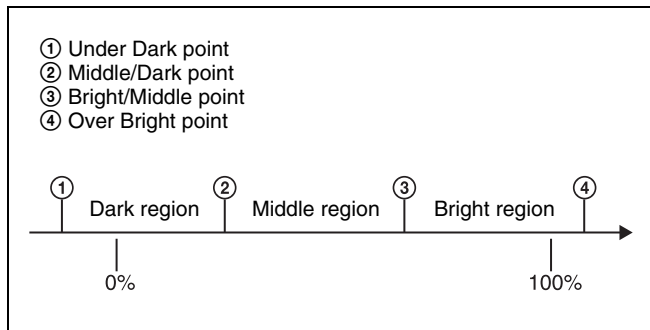 ① Under Dark point
② Middle/Dark point
③ Bright/Middle point
④ Over Bright point
① ② ③ ④
Dark region Middle region Bright region
0% 100%